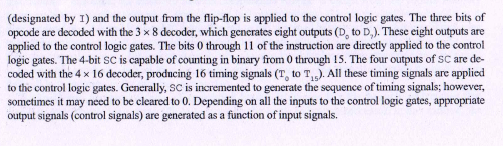 (designated by I) and the output from the flip-flop is applied to the control logic gates. The three bits of
opcode are decoded with the 3 × 8 decoder, which generates eight outputs (D₀ to D₇). These eight outputs are
applied to the control logic gates. The bits 0 through 11 of the instruction are directly applied to the control
logic gates. The 4-bit SC is capable of counting in binary from 0 through 15. The four outputs of SC are de-
coded with the 4 × 16 decoder, producing 16 timing signals (T₀ to T₁₅). All these timing signals are applied
to the control logic gates. Generally, SC is incremented to generate the sequence of timing signals; however,
sometimes it may need to be cleared to 0. Depending on all the inputs to the control logic gates, appropriate
output signals (control signals) are generated as a function of input signals.